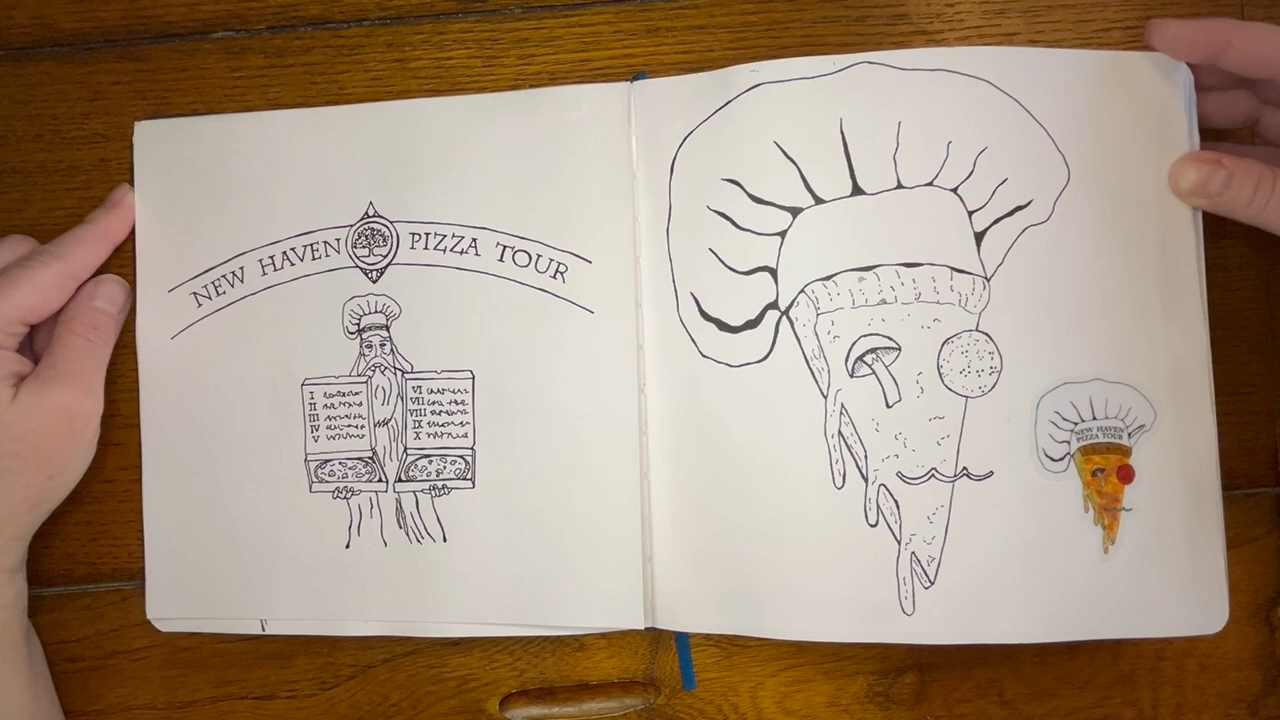 NEW HAVEN PIZZA TOUR
I
II
III
IV
V
VI
VII
VIII
IX
X
NEW HAVEN
PIZZA TOUR